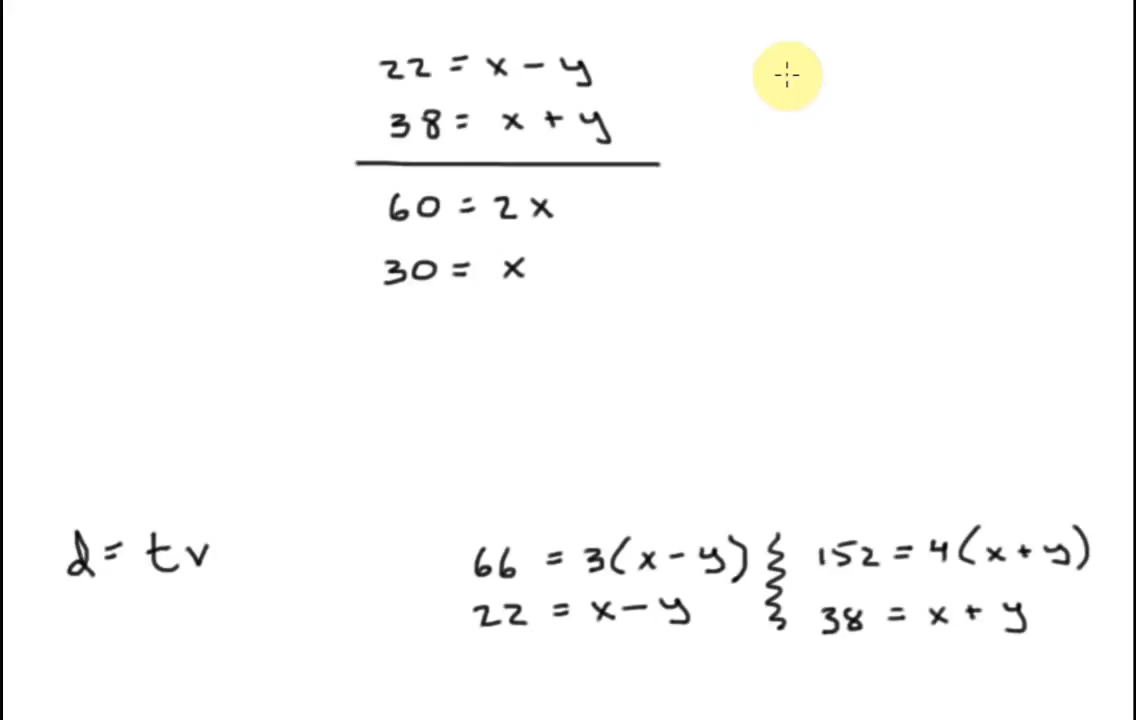 22 = x - y
38 = x + y
60 = 2x
30 = x
d = tv
66 = 3(x - y)
22 = x - y
152 = 4(x + y)
38 = x + y